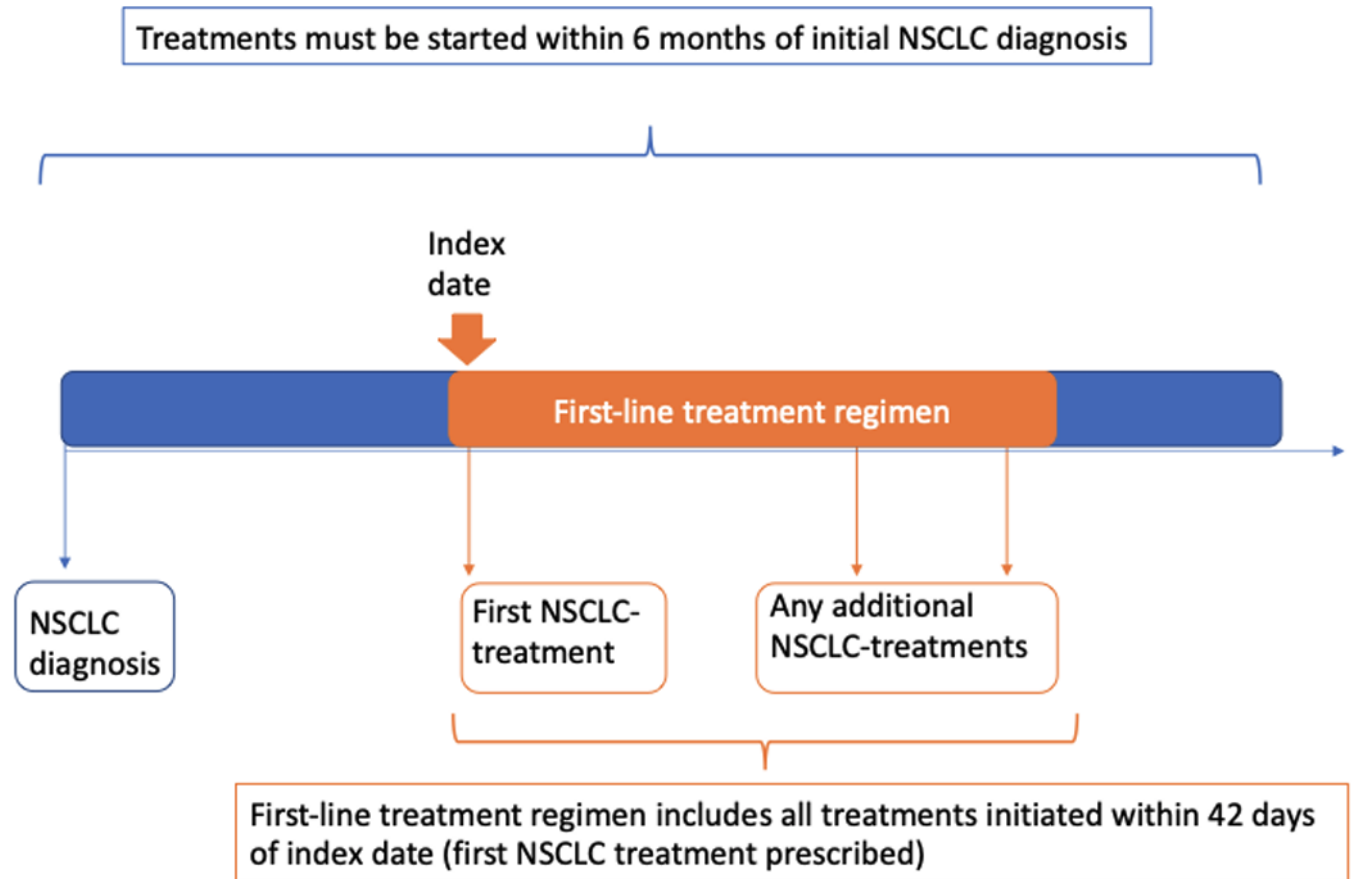 Treatments must be started within 6 months of initial NSCLC diagnosis
Index
date
First-line treatment regimen
NSCLC
diagnosis
First NSCLC-
treatment
Any additional
NSCLC-treatments
First-line treatment regimen includes all treatments initiated within 42 days
of index date (first NSCLC treatment prescribed)